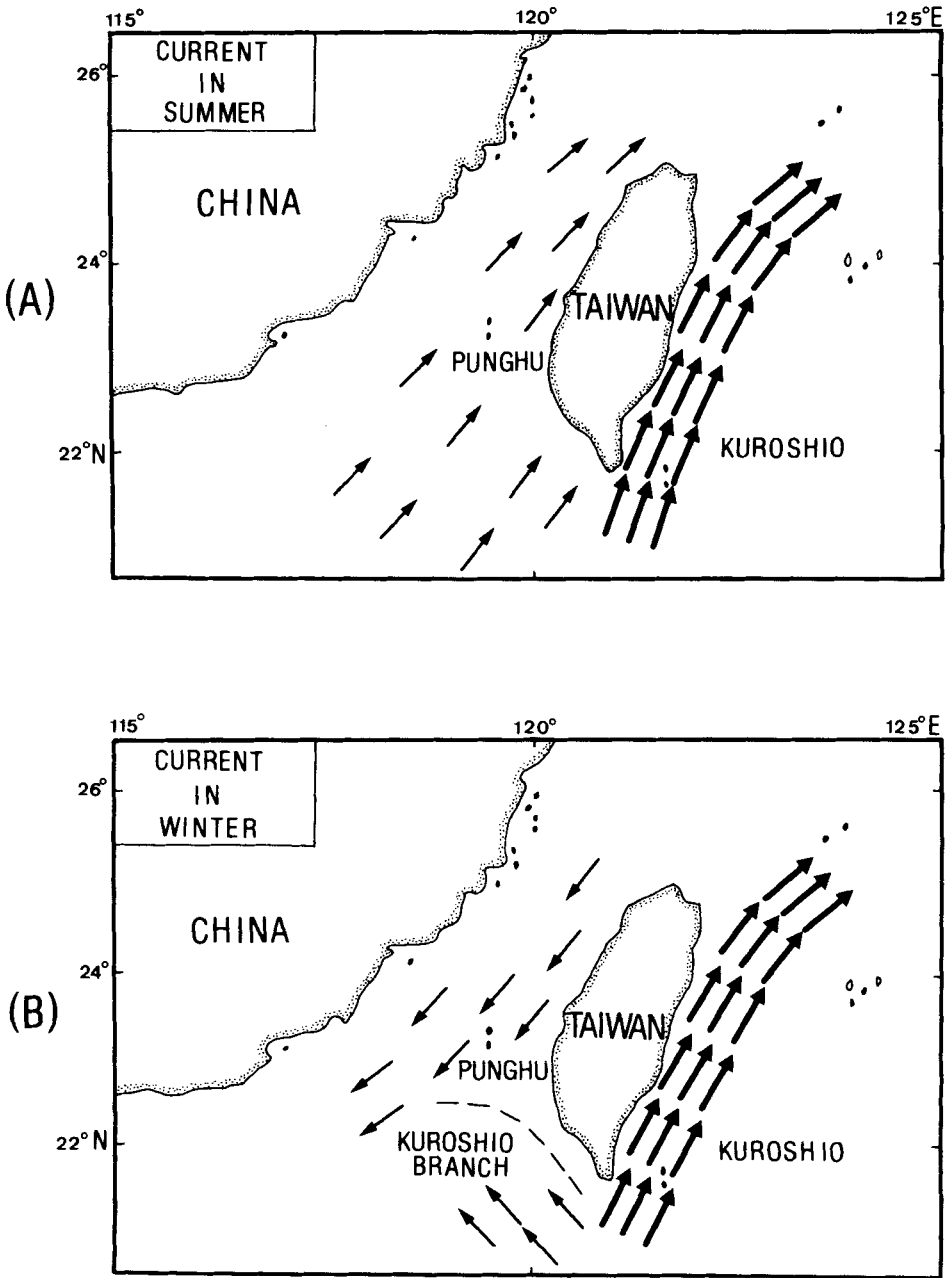 115° 120° 125°E
CURRENT
IN
SUMMER
26°
CHINA
24°
(A)
TAIWAN
PUNGHU
22°N
KUROSHIO
115° 120° 125°E
CURRENT
IN
WINTER
26°
CHINA
24°
(B)
TAIWAN
PUNGHU
22°N
KUROSHIO
BRANCH
KUROSHIO